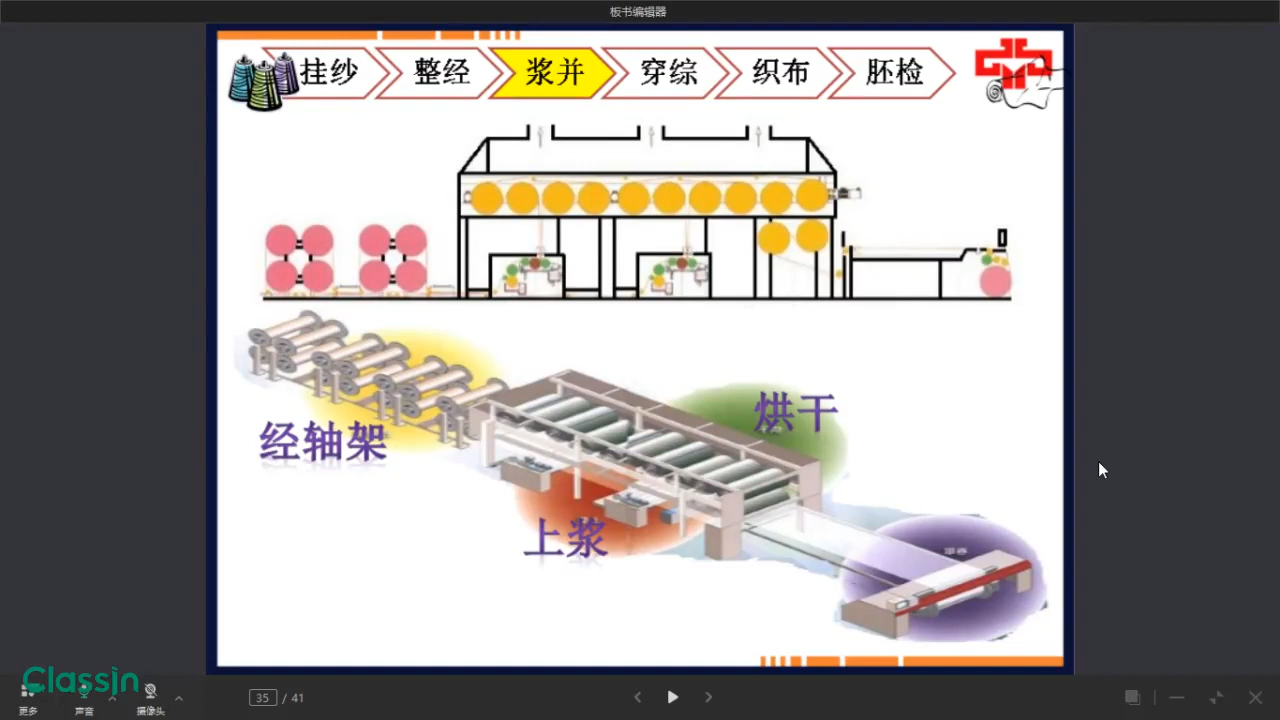 板书编辑器
挂纱 整经 浆并 穿综 织布 胚检
烘干
经轴架
上浆
Classin
更多 声音 摄像头
35 / 41